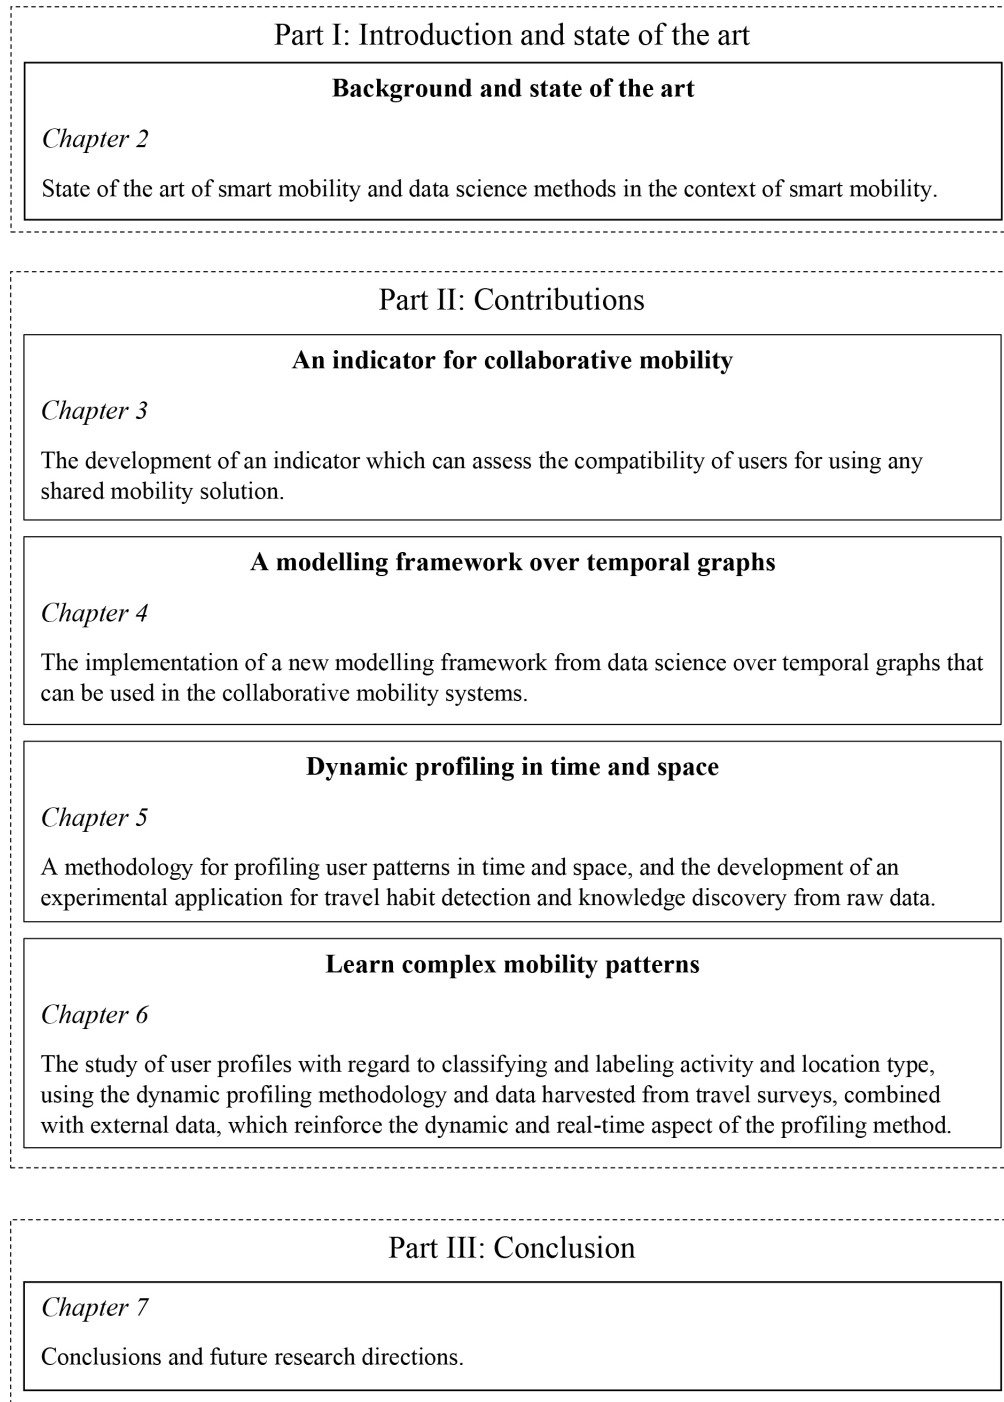 Part I: Introduction and state of the art
Background and state of the art
Chapter 2
State of the art of smart mobility and data science methods in the context of smart mobility.
Part II: Contributions
An indicator for collaborative mobility
Chapter 3
The development of an indicator which can assess the compatibility of users for using any
shared mobility solution.
A modelling framework over temporal graphs
Chapter 4
The implementation of a new modelling framework from data science over temporal graphs that
can be used in the collaborative mobility systems.
Dynamic profiling in time and space
Chapter 5
A methodology for profiling user patterns in time and space, and the development of an
experimental application for travel habit detection and knowledge discovery from raw data.
Learn complex mobility patterns
Chapter 6
The study of user profiles with regard to classifying and labeling activity and location type,
using the dynamic profiling methodology and data harvested from travel surveys, combined
with external data, which reinforce the dynamic and real-time aspect of the profiling method.
Part III: Conclusion
Chapter 7
Conclusions and future research directions.